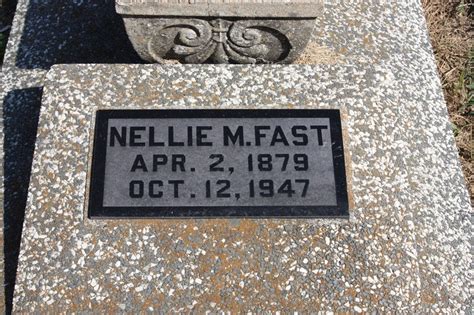 NELLIE M. FAST
APR. 2, 1879
OCT. 12, 1947